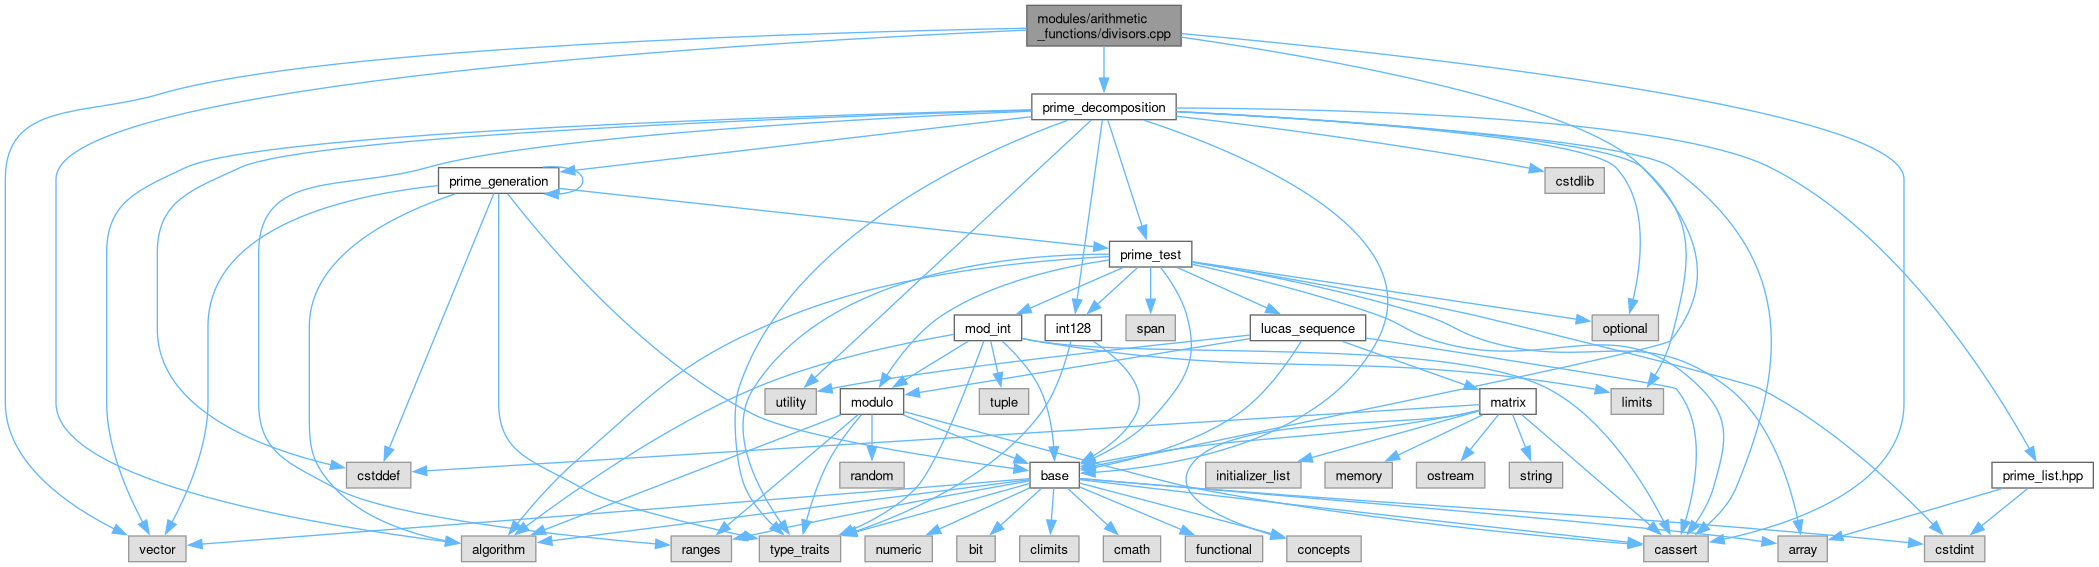 modules/arithmetic
_functions/divisors.cpp
prime_decomposition
prime_generation
cstdlib
prime_test
mod_int
int128
span
lucas_sequence
optional
utility
modulo
tuple
matrix
limits
cstddef
random
base
initializer_list
memory
ostream
string
prime_list.hpp
vector
algorithm
ranges
type_traits
numeric
bit
climits
cmath
functional
concepts
cassert
array
cstdint